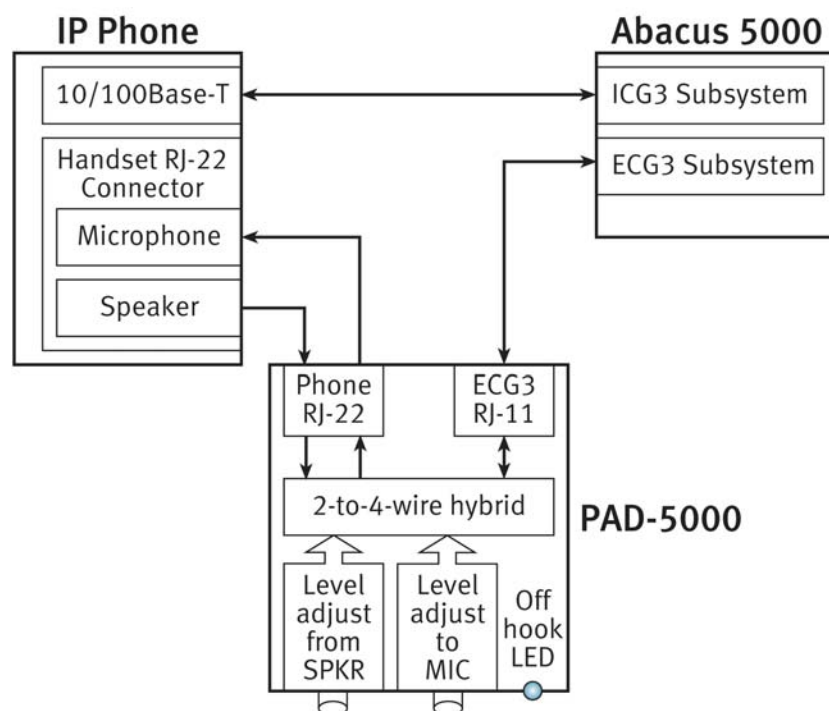 IP Phone
Abacus 5000
10/100Base-T
ICG3 Subsystem
Handset RJ-22
Connector
ECG3 Subsystem
Microphone
Speaker
Phone
RJ-22
ECG3
RJ-11
2-to-4-wire hybrid
PAD-5000
Level
adjust
from
SPKR
Level
adjust
to
MIC
Off
hook
LED